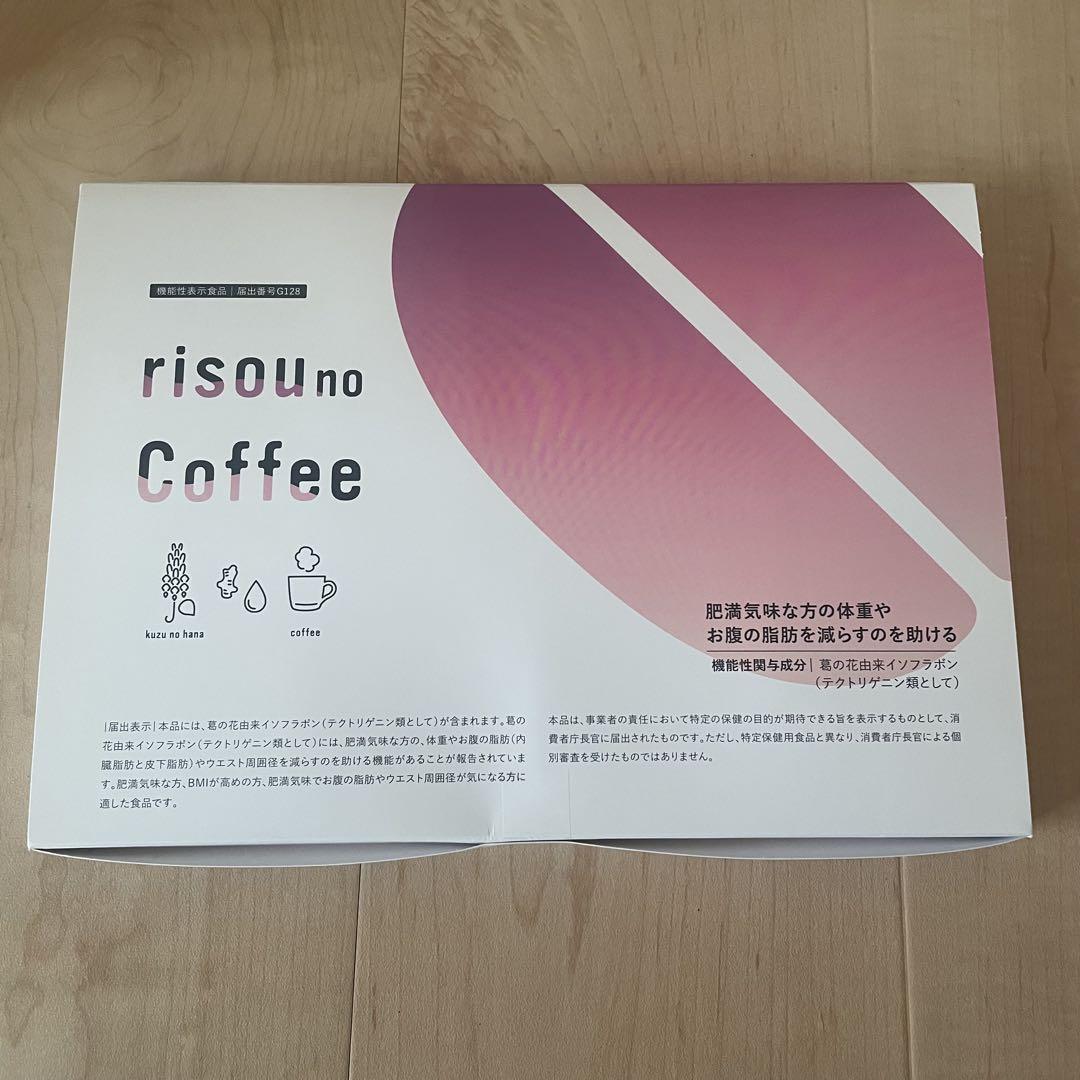 機能性表示食品｜届出番号G128
risou no
Coffee
kuzu no hana
coffee
肥満気味な方の体重や
お腹の脂肪を減らすのを助ける
機能性関与成分｜葛の花由来イソフラボン
（テクトリゲニン類として）
｜届出表示｜本品には、葛の花由来イソフラボン（テクトリゲニン類として）が含まれます。葛の
花由来イソフラボン（テクトリゲニン類として）には、肥満気味な方の、体重やお腹の脂肪（内
臓脂肪と皮下脂肪）やウエスト周囲径を減らすのを助ける機能があることが報告されていま
す。肥満気味な方、BMIが高めの方、肥満気味でお腹の脂肪やウエスト周囲径が気になる方に
適した食品です。
本品は、事業者の責任において特定の保健の目的が期待できる旨を表示するものとして、消
費者庁長官に届出されたものです。ただし、特定保健用食品と異なり、消費者庁長官による個
別審査を受けたものではありません。